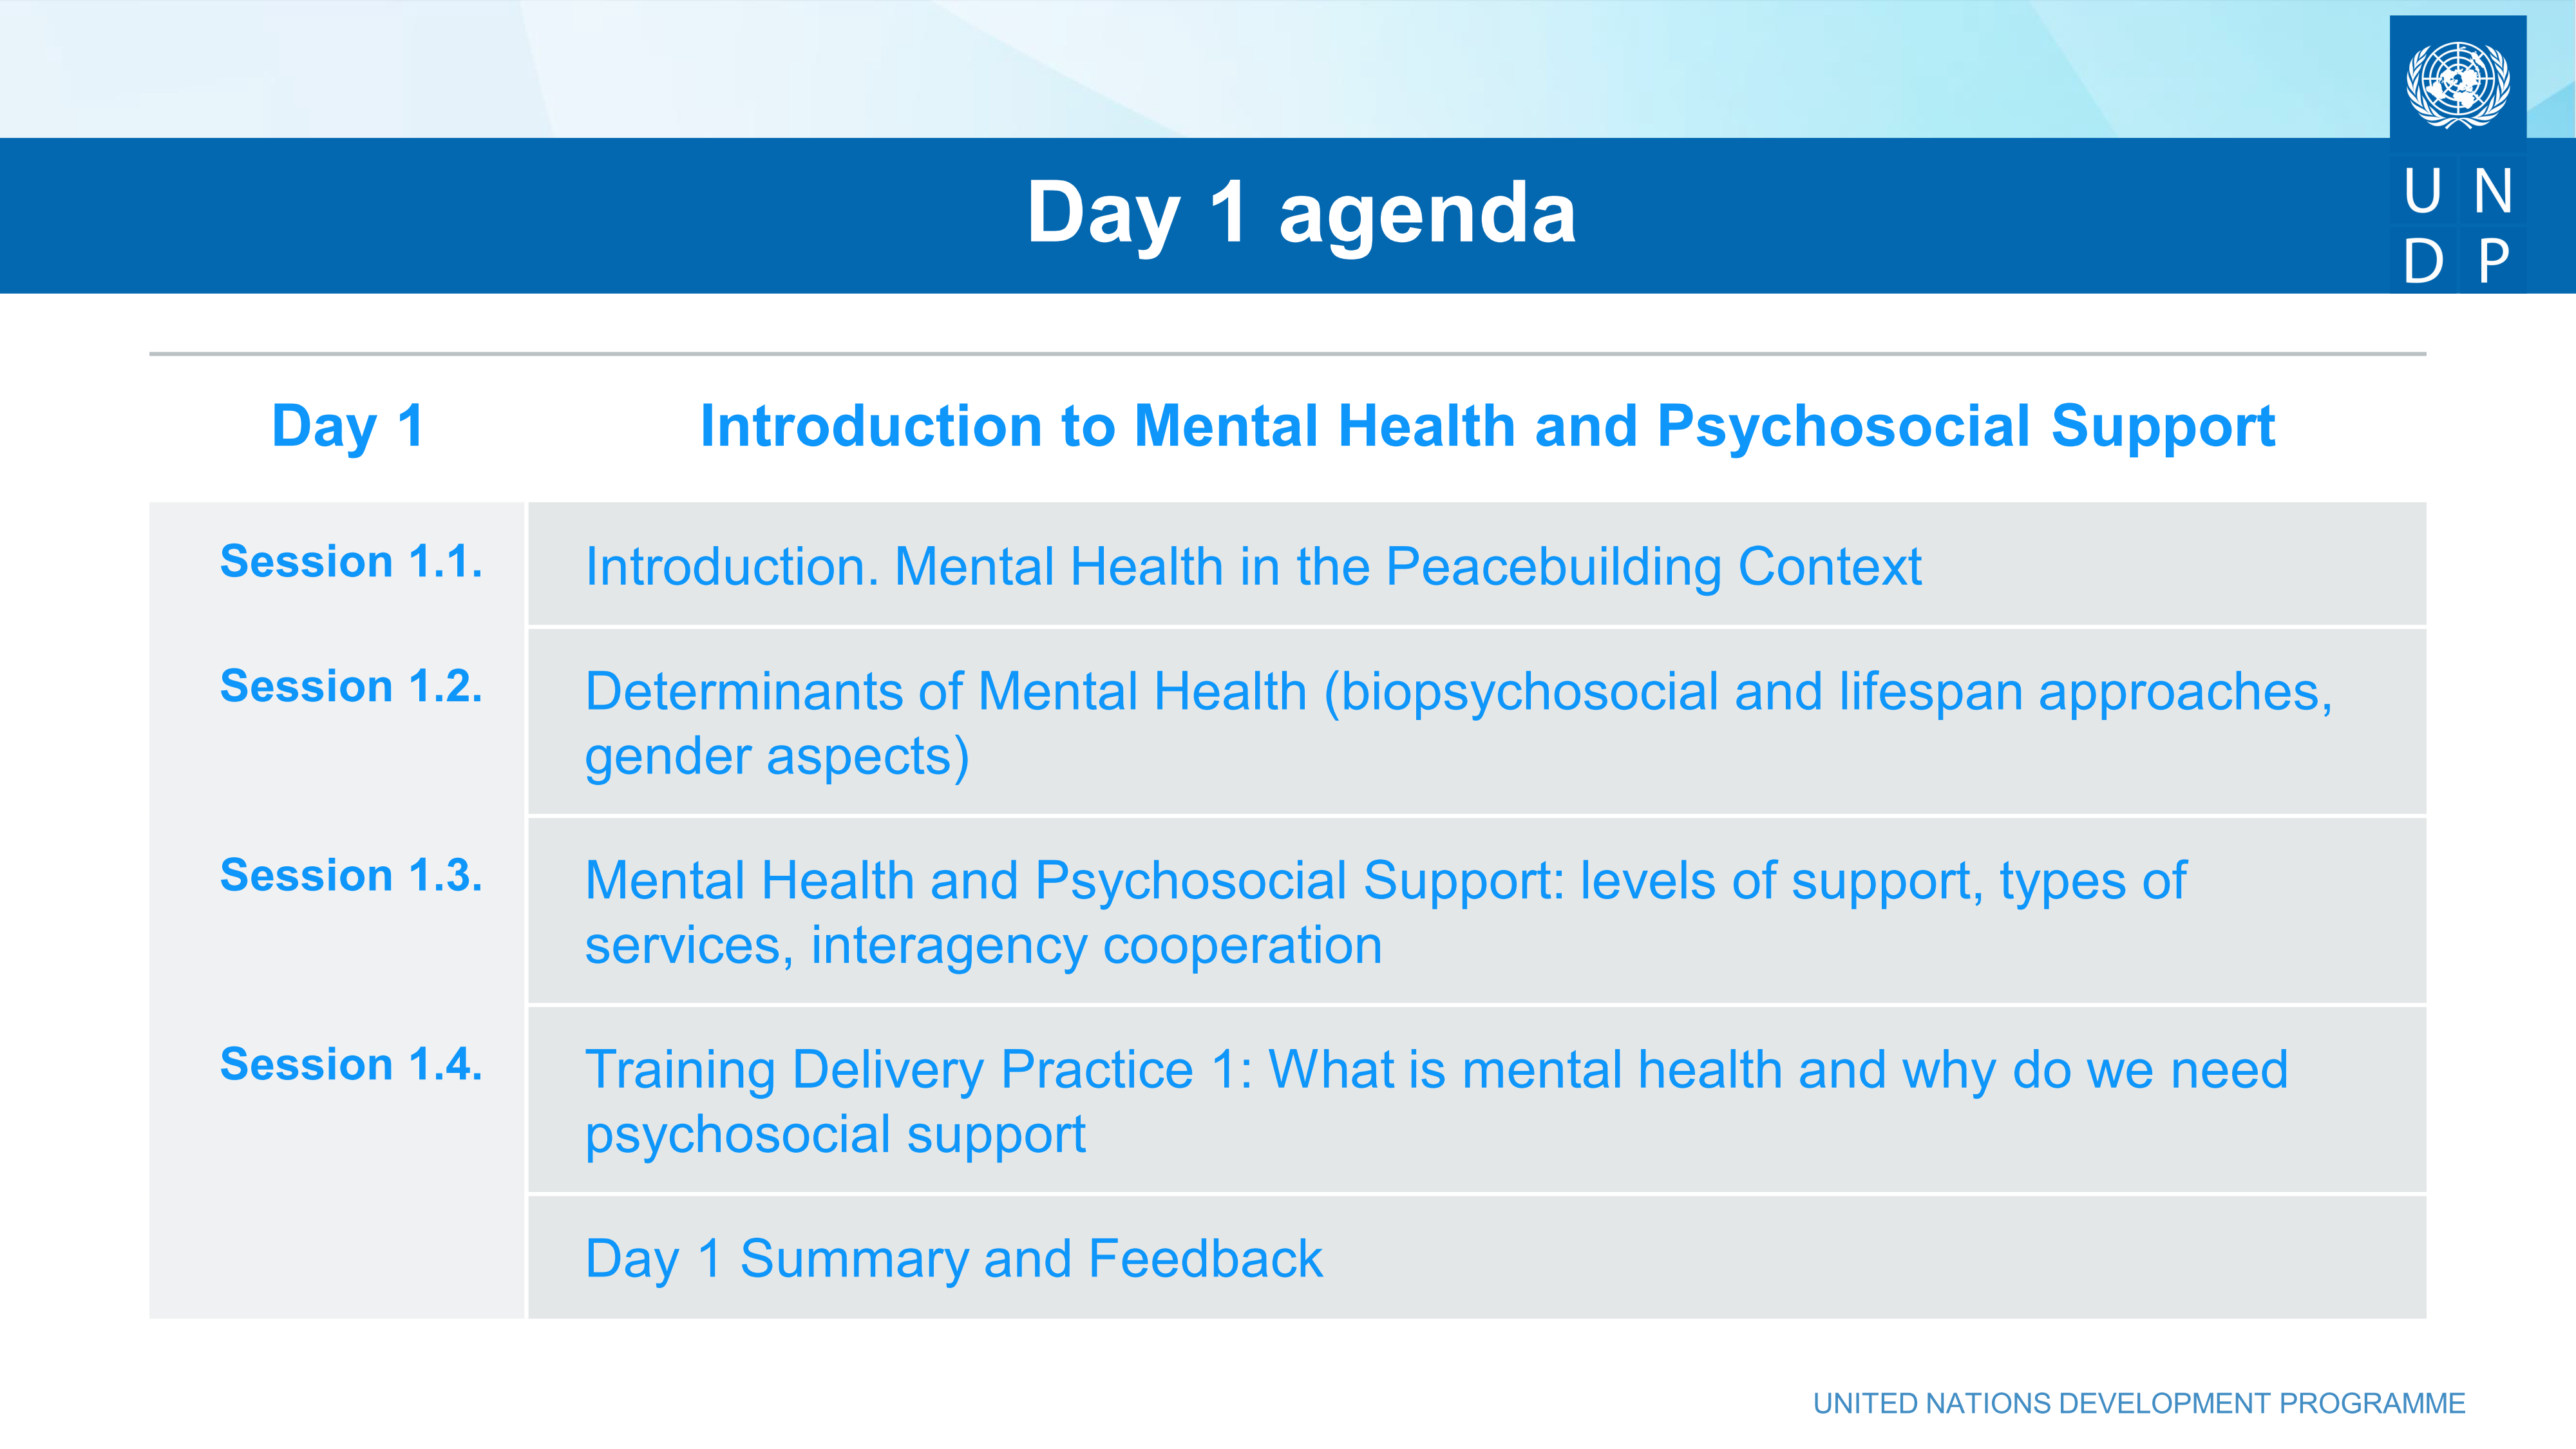 U N
D P
Day 1 agenda
Day 1
Introduction to Mental Health and Psychosocial Support
Session 1.1.
Introduction. Mental Health in the Peacebuilding Context
Session 1.2.
Determinants of Mental Health (biopsychosocial and lifespan approaches,
gender aspects)
Session 1.3.
Mental Health and Psychosocial Support: levels of support, types of
services, interagency cooperation
Session 1.4.
Training Delivery Practice 1: What is mental health and why do we need
psychosocial support
Day 1 Summary and Feedback
UNITED NATIONS DEVELOPMENT PROGRAMME